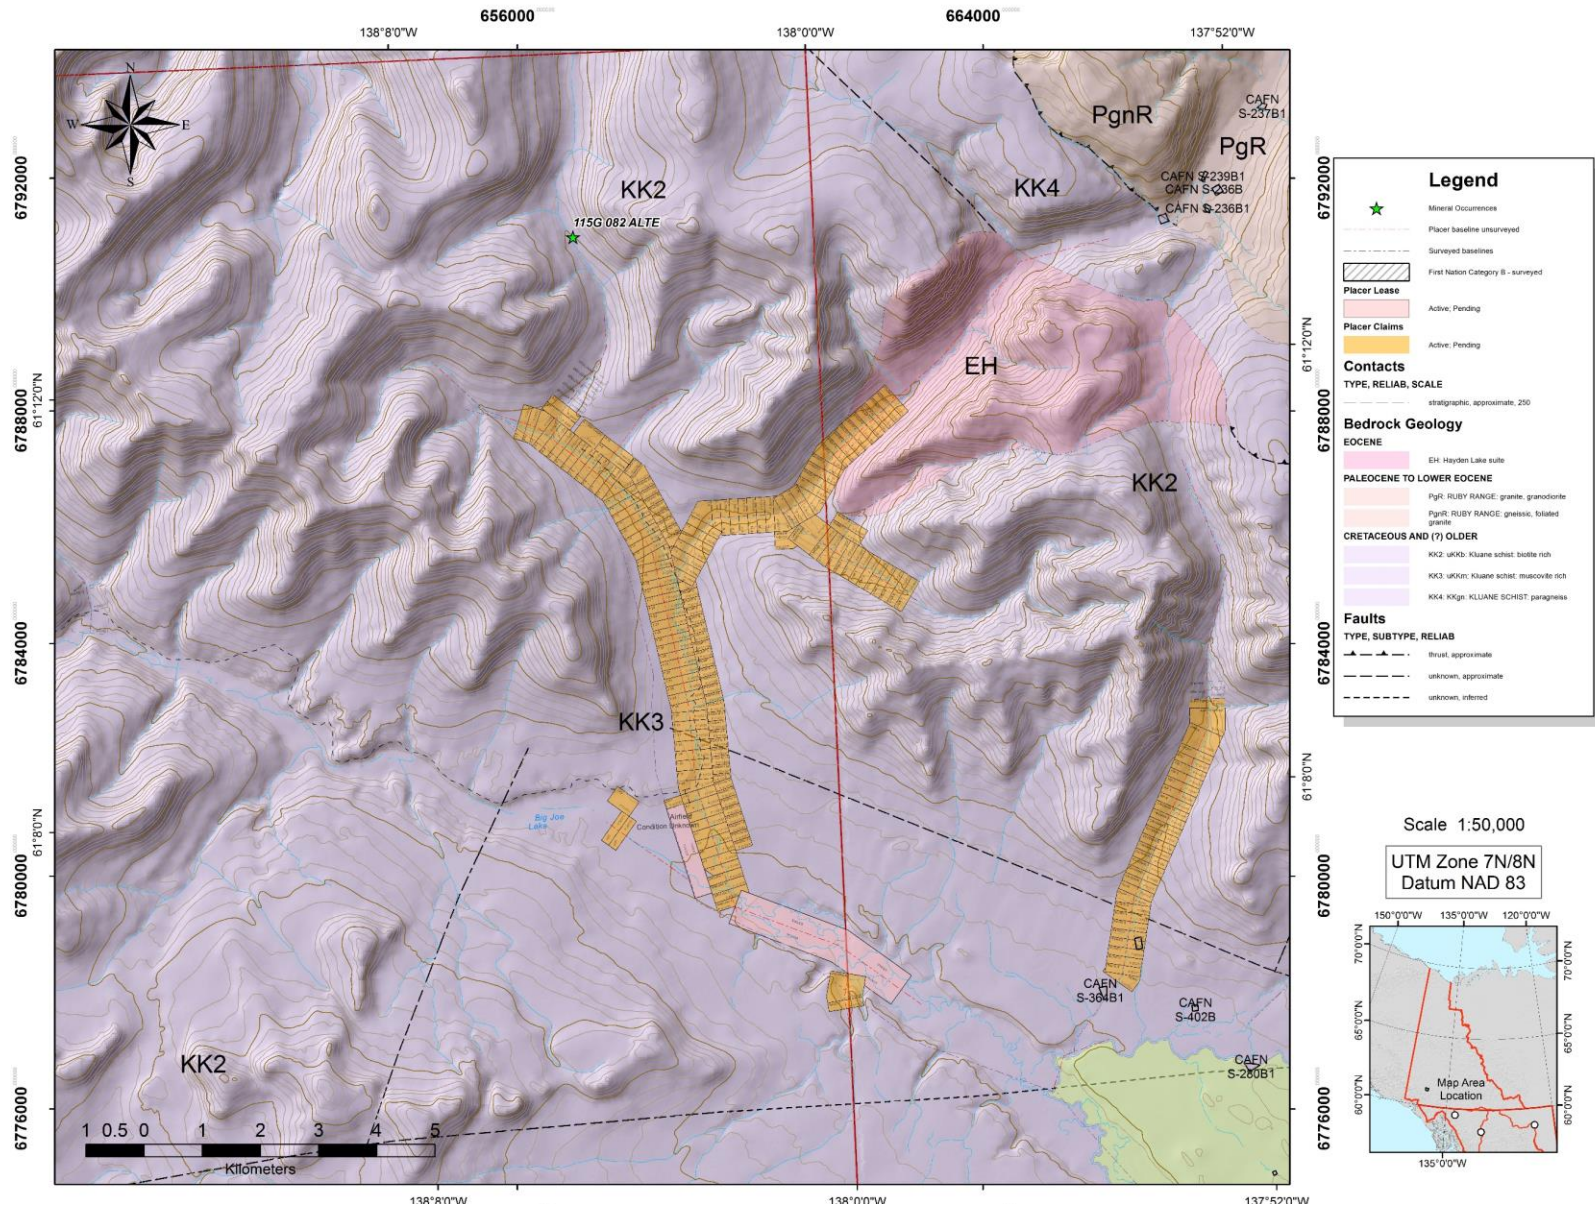 656000
664000
138°8'0"W
138°0'0"W
137°52'0"W
N
W
E
S
6792000
6788000
6784000
6780000
6776000
61°12'0"N
61°8'0"N
PgnR
PgR
CAFN
S-237B1
CAFN S-239B1
CAFN S-236B
CAFN S-236B1
KK2
KK4
115G 082 ALTE
EH
KK2
KK3
Big Joe
Lake
Airfield
Condition Unknown
CAFN
S-364B1
CAFN
S-402B
CAFN
S-280B1
KK2
1 0.5 0 1 2 3 4 5
Kilometers
138°8'0"W
138°0'0"W
137°52'0"W
6792000
61°12'0"N
6788000
6784000
61°8'0"N
6780000
6776000
Legend
Mineral Occurrences
Placer baseline unsurveyed
Surveyed baselines
First Nation Category B - surveyed
Placer Lease
Active; Pending
Placer Claims
Active; Pending
Contacts
TYPE, RELIAB, SCALE
stratigraphic, approximate, 250
Bedrock Geology
EOCENE
EH: Hayden Lake suite
PALEOCENE TO LOWER EOCENE
PgR: RUBY RANGE: granite, granodiorite
PgnR: RUBY RANGE: gneissic, foliated
granite
CRETACEOUS AND (?) OLDER
KK2: uKKb: Kluane schist: biotite rich
KK3: uKKm: Kluane schist: muscovite rich
KK4: KKgn: KLUANE SCHIST: paragneiss
Faults
TYPE, SUBTYPE, RELIAB
thrust, approximate
unknown, approximate
unknown, inferred
Scale 1:50,000
UTM Zone 7N/8N
Datum NAD 83
150°0'0"W
135°0'0"W
120°0'0"W
70°0'0"N
65°0'0"N
60°0'0"N
70°0'0"N
65°0'0"N
60°0'0"N
Map Area
Location
135°0'0"W